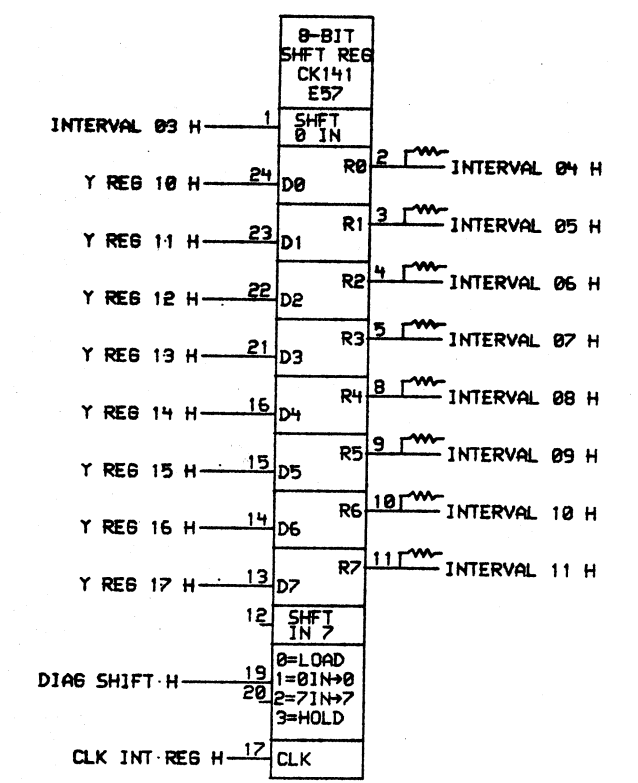 8-BIT
SHFT REG
CK141
E57
INTERVAL 03 H 1 SHFT
0 IN
R0 2 INTERVAL 04 H
Y REG 10 H 24 D0
R1 3 INTERVAL 05 H
Y REG 11 H 23 D1
R2 4 INTERVAL 06 H
Y REG 12 H 22 D2
R3 5 INTERVAL 07 H
Y REG 13 H 21 D3
R4 8 INTERVAL 08 H
Y REG 14 H 16 D4
R5 9 INTERVAL 09 H
Y REG 15 H 15 D5
R6 10 INTERVAL 10 H
Y REG 16 H 14 D6
R7 11 INTERVAL 11 H
Y REG 17 H 13 D7
12 SHFT
IN 7
0=LOAD
DIAG SHIFT H 19 1=0IN→0
20 2=7IN→7
3=HOLD
CLK INT REG H 17 CLK